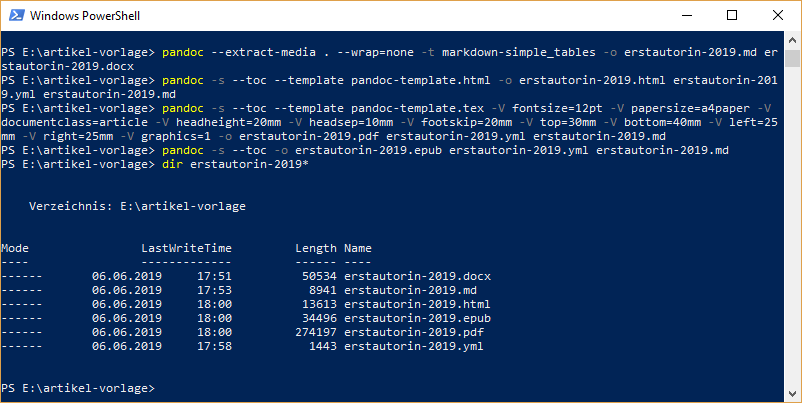 Windows PowerShell
PS E:\artikel-vorlage> pandoc --extract-media . --wrap=none -t markdown-simple_tables -o erstautorin-2019.md er
stautorin-2019.docx
PS E:\artikel-vorlage> pandoc -s --toc --template pandoc-template.html -o erstautorin-2019.html erstautorin-201
9.yml erstautorin-2019.md
PS E:\artikel-vorlage> pandoc -s --toc --template pandoc-template.tex -V fontsize=12pt -V papersize=a4paper -V
documentclass=article -V headheight=20mm -V headsep=10mm -V footskip=20mm -V top=30mm -V bottom=40mm -V left=25
mm -V right=25mm -V graphics=1 -o erstautorin-2019.pdf erstautorin-2019.yml erstautorin-2019.md
PS E:\artikel-vorlage> pandoc -s --toc -o erstautorin-2019.epub erstautorin-2019.yml erstautorin-2019.md
PS E:\artikel-vorlage> dir erstautorin-2019*
Verzeichnis: E:\artikel-vorlage
Mode LastWriteTime Length Name
---- ------------- ------ ----
------ 06.06.2019 17:51 50534 erstautorin-2019.docx
------ 06.06.2019 17:53 8941 erstautorin-2019.md
------ 06.06.2019 18:00 13613 erstautorin-2019.html
------ 06.06.2019 18:00 34496 erstautorin-2019.epub
------ 06.06.2019 18:00 274197 erstautorin-2019.pdf
------ 06.06.2019 17:58 1443 erstautorin-2019.yml
PS E:\artikel-vorlage>